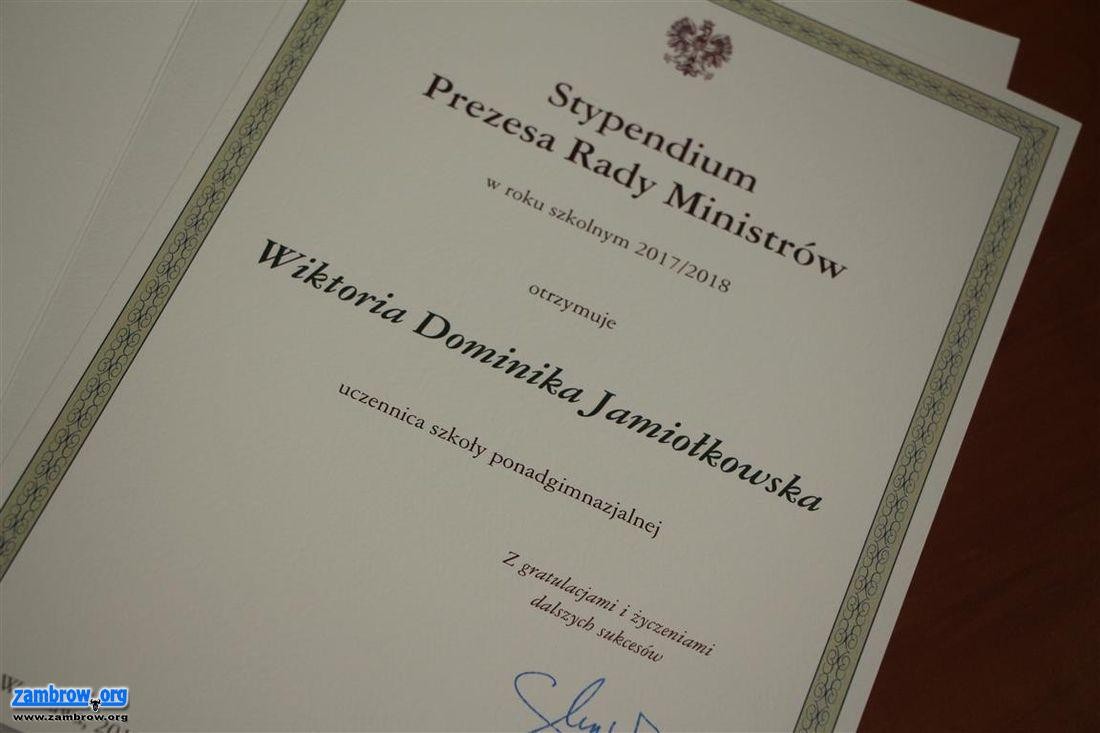 Stypendium
Prezesa Rady Ministrów
w roku szkolnym 2017/2018
otrzymuje
Wiktoria Dominika Jamiołkowska
uczennica szkoły ponadgimnazjalnej
Z gratulacjami i życzeniami
dalszych sukcesów
zambrow.org
www.zambrow.org